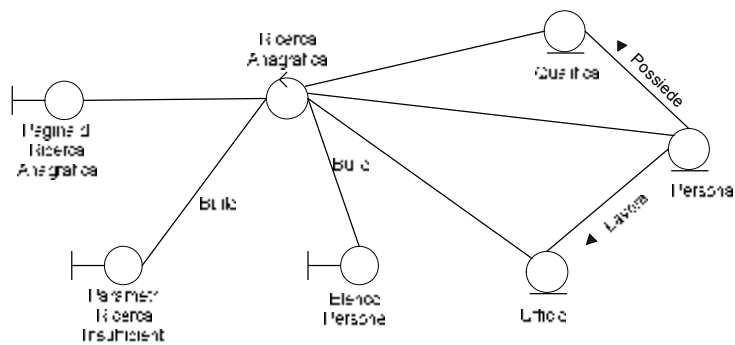 Ricerca
Anagrafica
Qualifica
Possiede
Pagina di
Ricerca
Anagrafica
Build
Build
Persona
Lavora
Parametri
Ricerca
Insufficienti
Elenco
Persone
Ufficio